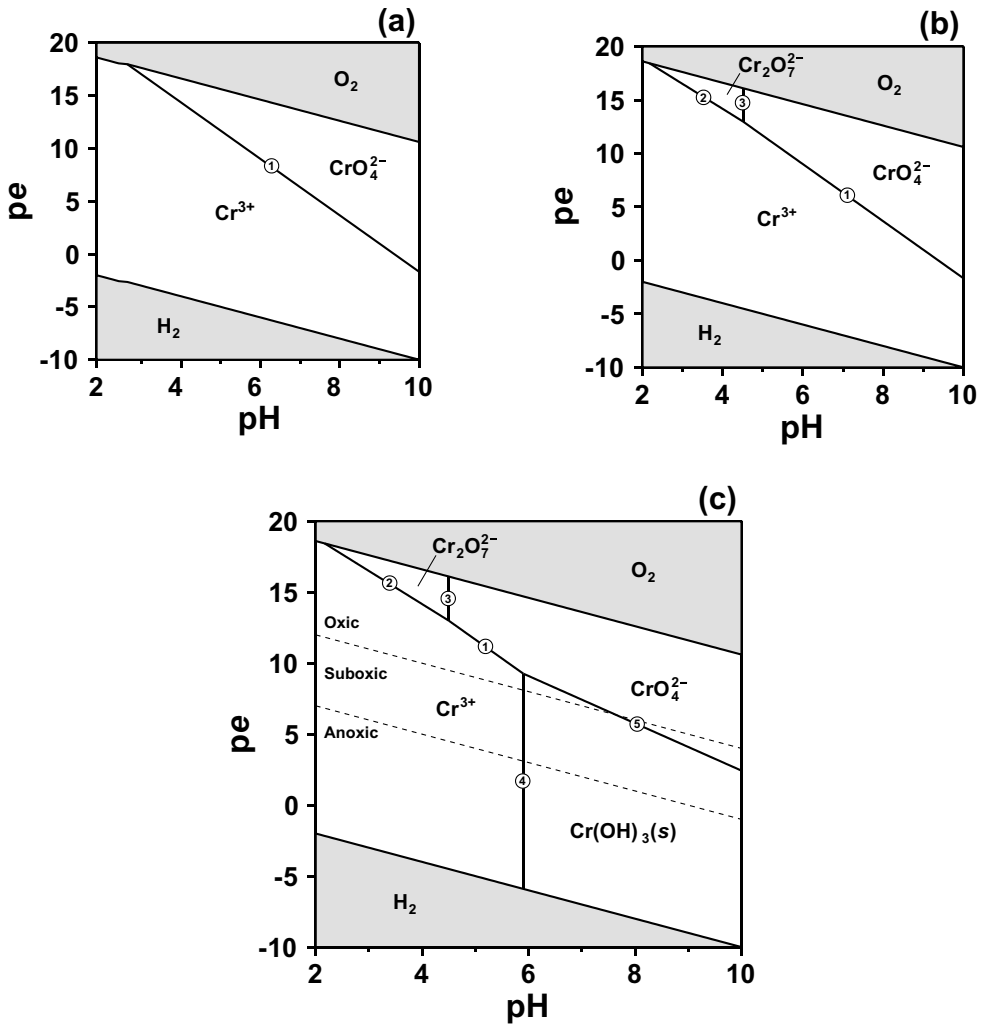 (a)
20
15
10
5
0
-5
-10
pe
O₂
CrO₄²⁻
①
Cr³⁺
H₂
2 4 6 8 10
pH
(b)
20
15
10
5
0
-5
-10
pe
Cr₂O₇²⁻
O₂
②
③
CrO₄²⁻
①
Cr³⁺
H₂
2 4 6 8 10
pH
(c)
20
15
10
5
0
-5
-10
pe
Cr₂O₇²⁻
O₂
②
③
Oxic
①
Suboxic
CrO₄²⁻
Cr³⁺
Anoxic
⑤
④
Cr(OH)₃(s)
H₂
2 4 6 8 10
pH